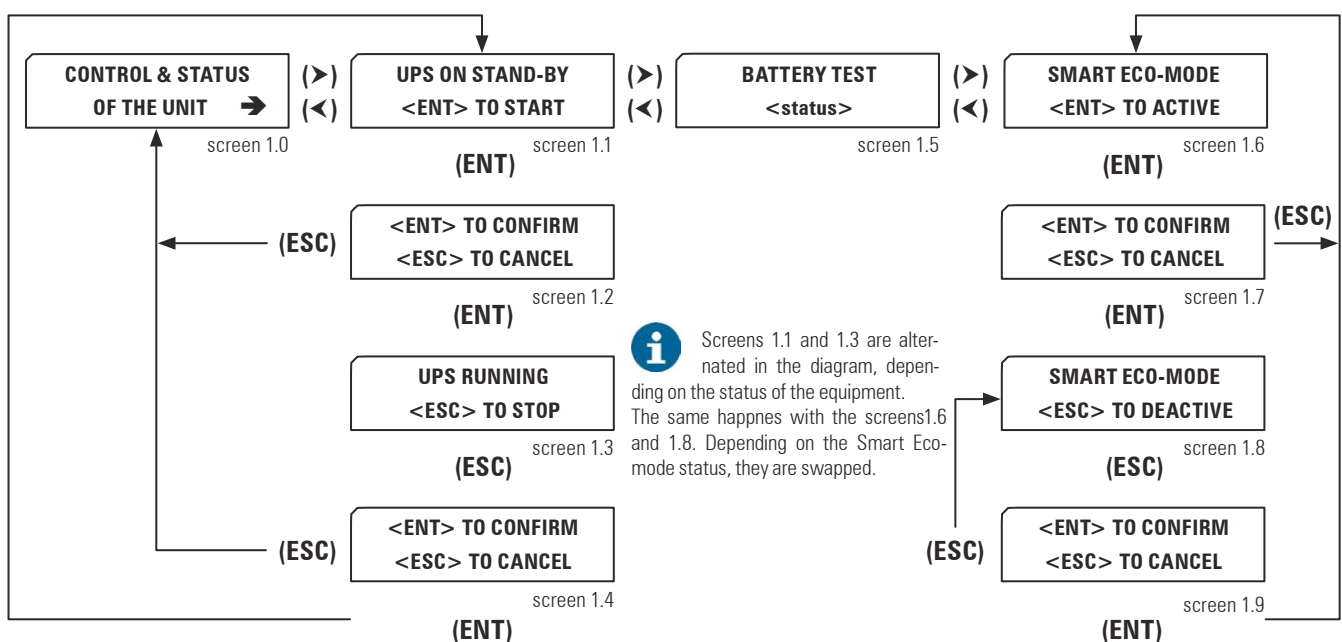 CONTROL & STATUS
OF THE UNIT ➔
screen 1.0
(➤)
(<)
UPS ON STAND-BY
<ENT> TO START
screen 1.1
(ENT)
(➤)
(<)
BATTERY TEST
<status>
screen 1.5
(➤)
(<)
SMART ECO-MODE
<ENT> TO ACTIVE
screen 1.6
(ENT)
(ESC)
<ENT> TO CONFIRM
<ESC> TO CANCEL
screen 1.2
(ENT)
<ENT> TO CONFIRM
<ESC> TO CANCEL
screen 1.7
(ESC)
(ENT)
UPS RUNNING
<ESC> TO STOP
screen 1.3
(ESC)
i
Screens 1.1 and 1.3 are alter-
nated in the diagram, depen-
ding on the status of the equipment.
The same happnes with the screens1.6
and 1.8. Depending on the Smart Eco-
mode status, they are swapped.
SMART ECO-MODE
<ESC> TO DEACTIVE
screen 1.8
(ESC)
(ESC)
<ENT> TO CONFIRM
<ESC> TO CANCEL
screen 1.4
(ENT)
(ESC)
<ENT> TO CONFIRM
<ESC> TO CANCEL
screen 1.9
(ENT)